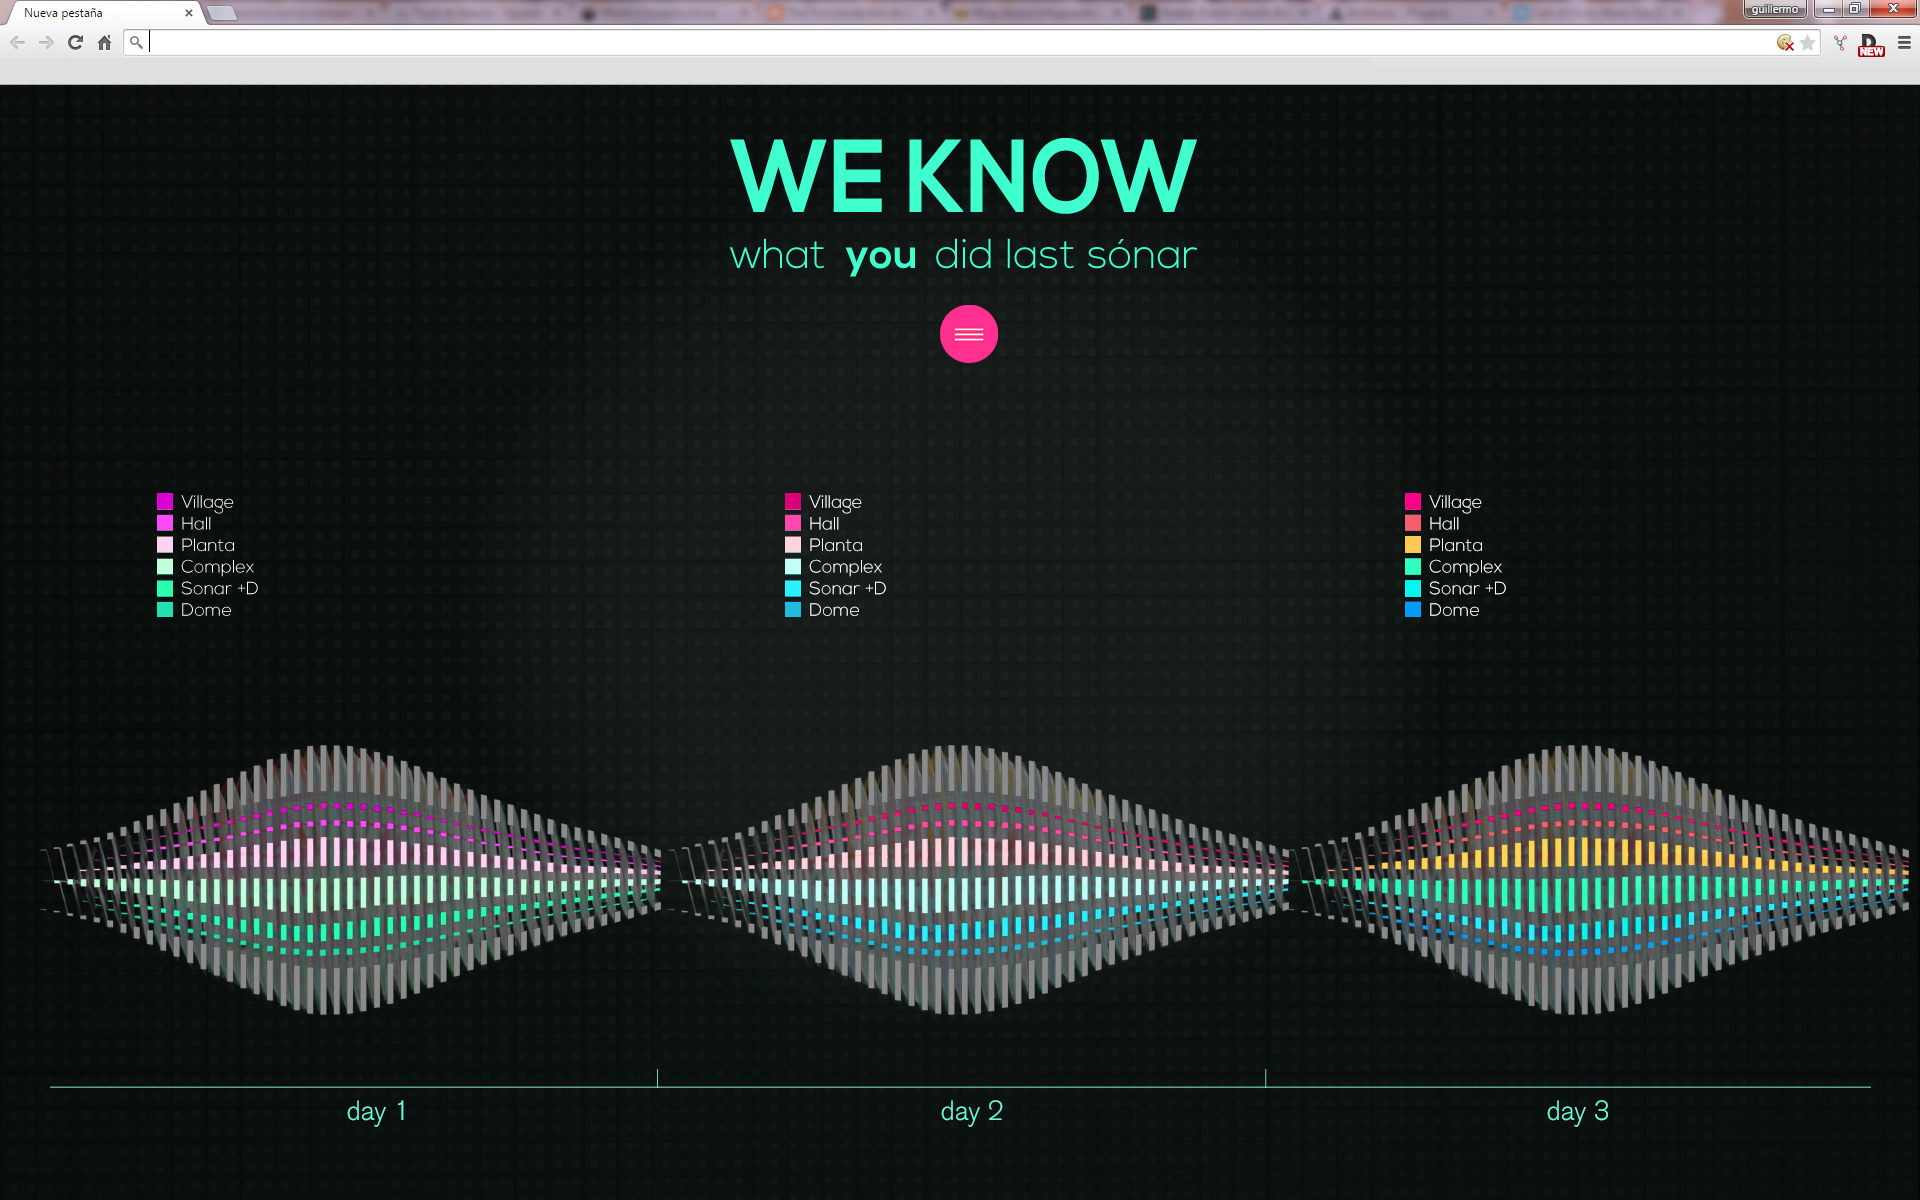 Nueva pestaña
guillermo
NEW
WE KNOW
what you did last sónar
Village
Hall
Planta
Complex
Sonar +D
Dome
Village
Hall
Planta
Complex
Sonar +D
Dome
Village
Hall
Planta
Complex
Sonar +D
Dome
day 1
day 2
day 3